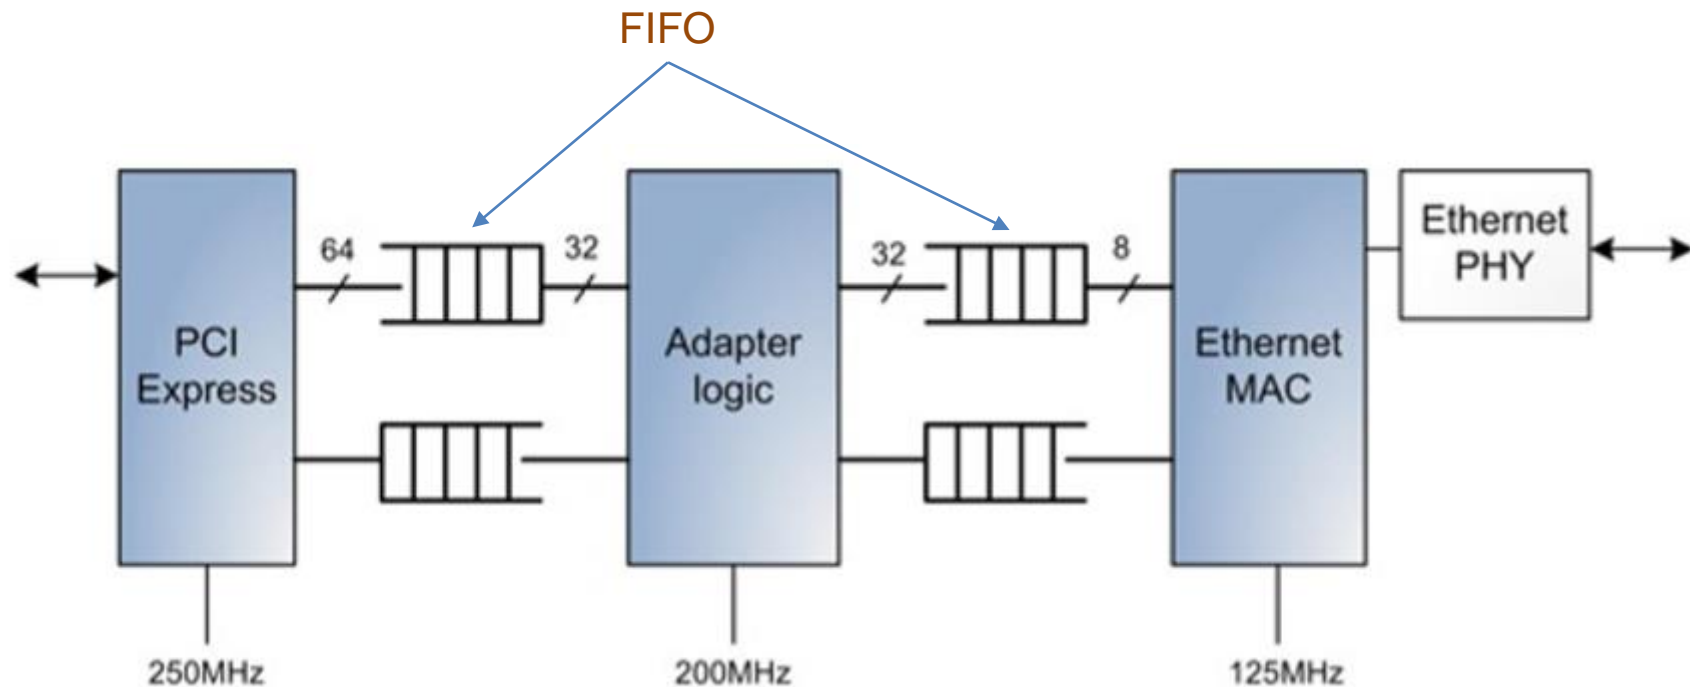 FIFO
64
32
32
8
Ethernet
PHY
PCI
Express
Adapter
logic
Ethernet
MAC
250MHz
200MHz
125MHz